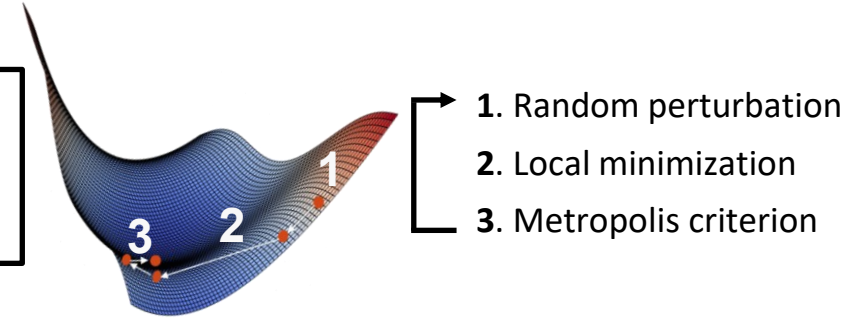 1
2
3
1. Random perturbation
2. Local minimization
3. Metropolis criterion